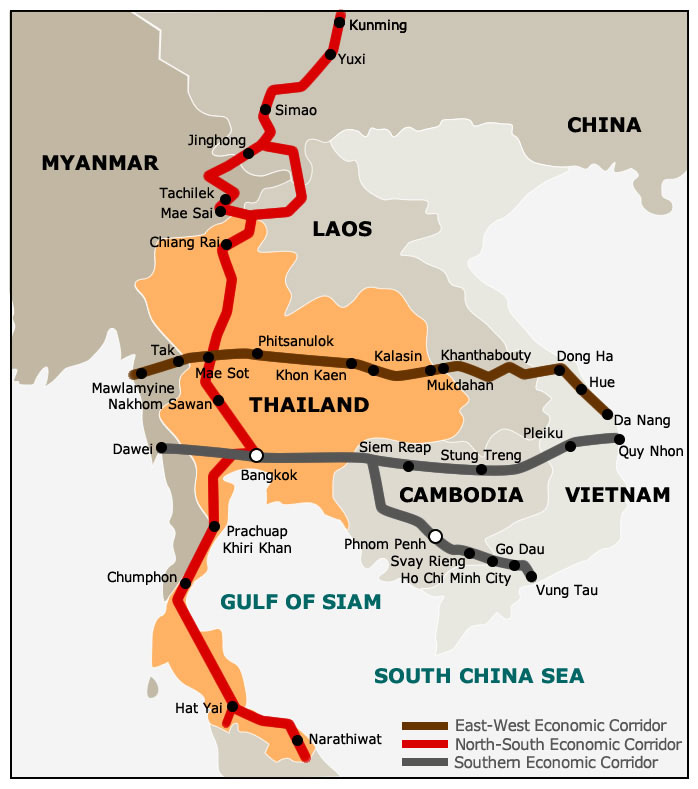 Kunming
Yuxi
Simao
CHINA
Jinghong
MYANMAR
Tachilek
Mae Sai
LAOS
Chiang Rai
Phitsanulok
Tak
Kalasin
Khanthabouty
Dong Ha
Mae Sot
Khon Kaen
Mukdahan
Hue
Mawlamyine
Nakhom Sawan
THAILAND
Da Nang
Pleiku
Dawei
Siem Reap
Stung Treng
Quy Nhon
Bangkok
CAMBODIA
VIETNAM
Prachuap
Khiri Khan
Phnom Penh
Go Dau
Svay Rieng
Ho Chi Minh City
Chumphon
Vung Tau
GULF OF SIAM
SOUTH CHINA SEA
Hat Yai
Narathiwat
East-West Economic Corridor
North-South Economic Corridor
Southern Economic Corridor